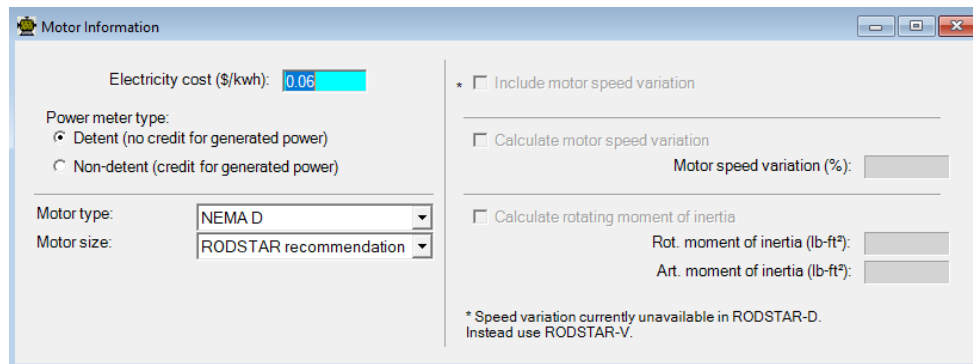 Motor Information
Electricity cost ($/kwh): 0.06
Power meter type:
Detent (no credit for generated power)
Non-detent (credit for generated power)
Motor type: NEMA D
Motor size: RODSTAR recommendation
* Include motor speed variation
Calculate motor speed variation
Motor speed variation (%):
Calculate rotating moment of inertia
Rot. moment of inertia (lb-ft²):
Art. moment of inertia (lb-ft²):
* Speed variation currently unavailable in RODSTAR-D.
Instead use RODSTAR-V.